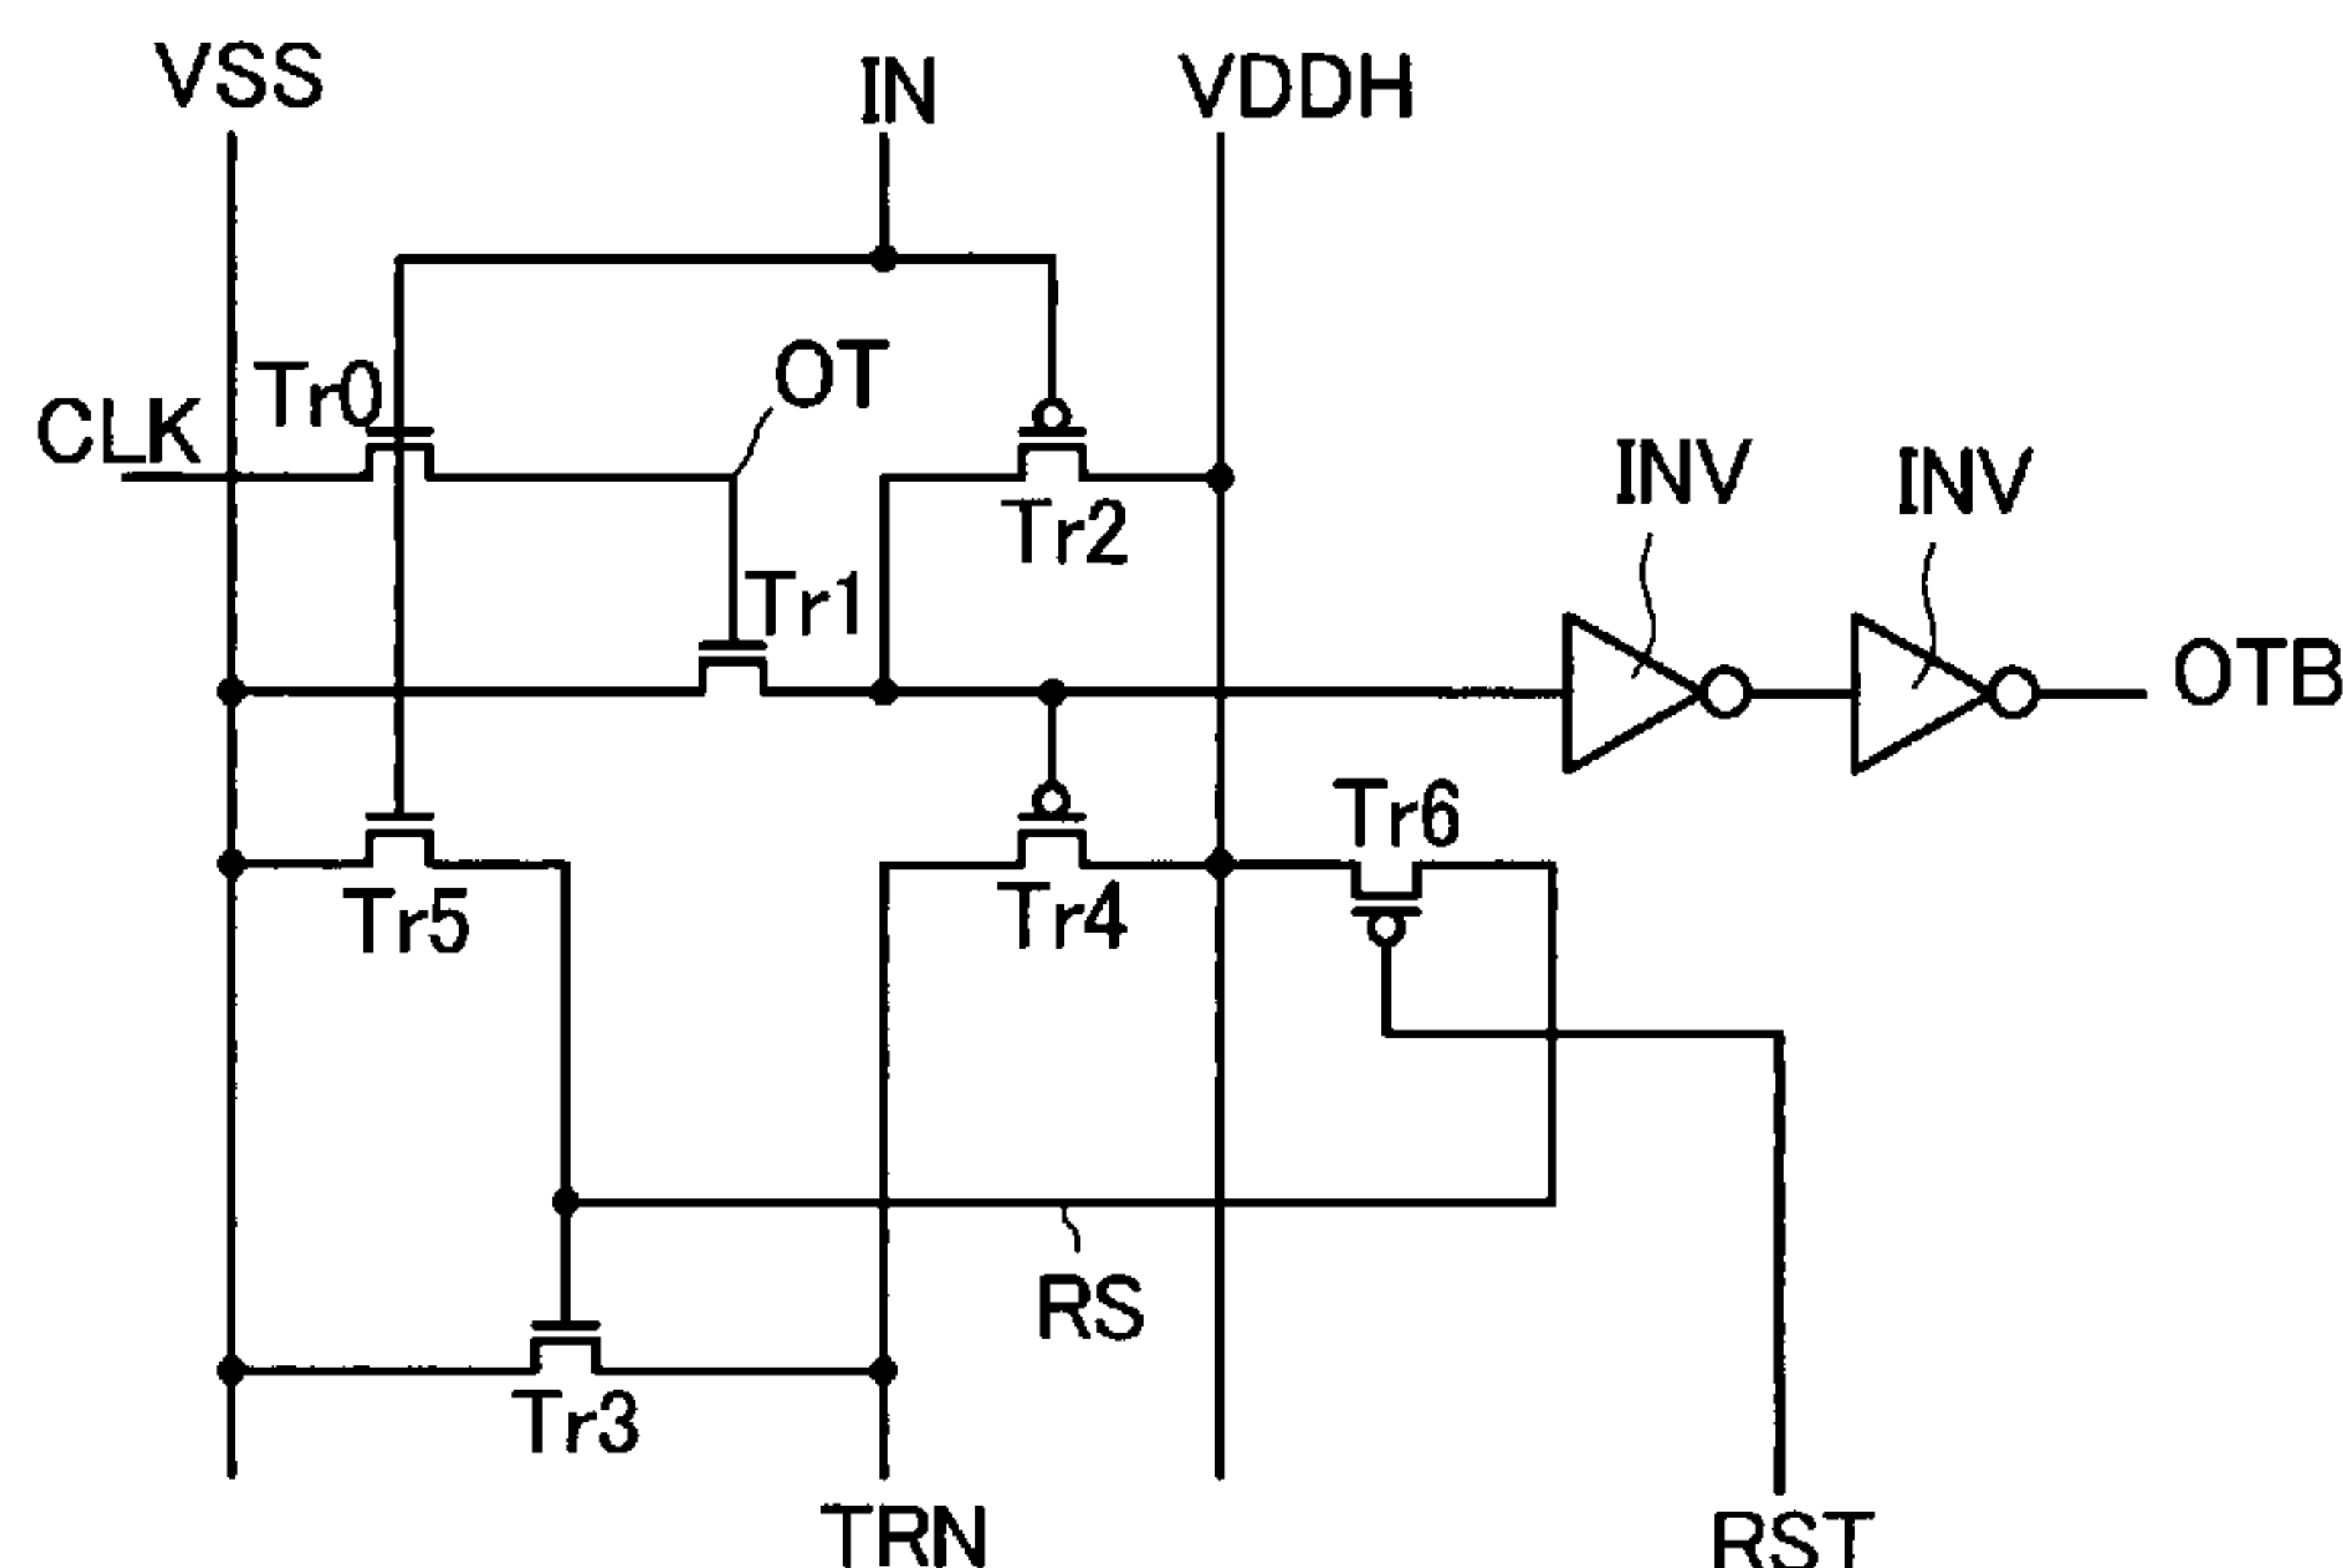 VSS
IN
VDDH
CLK
Tr0
OT
Tr2
INV
INV
Tr1
OTB
Tr5
Tr4
Tr6
RS
Tr3
TRN
RST